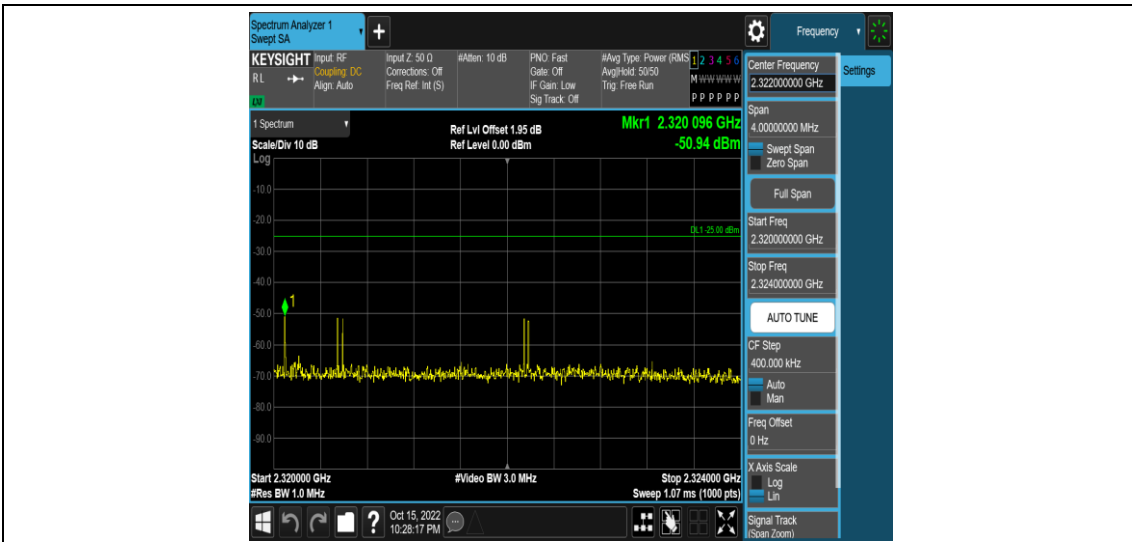 Spectrum Analyzer 1
Swept SA
+
Frequency
KEYSIGHT
RL
LXI
Input: RF
Coupling: DC
Align: Auto
Input Z: 50 Ω
Corrections: Off
Freq Ref: Int (S)
#Atten: 10 dB
PNO: Fast
Gate: Off
IF Gain: Low
Sig Track: Off
#Avg Type: Power (RMS
Avg|Hold: 50/50
Trig: Free Run
1 2 3 4 5 6
M W W W W W
P P P P P P
1 Spectrum
Scale/Div 10 dB
Ref Lvl Offset 1.95 dB
Ref Level 0.00 dBm
Mkr1 2.320 096 GHz
-50.94 dBm
Log
-10.0
-20.0
DL1 -25.00 dBm
-30.0
-40.0
1
-50.0
-60.0
-70.0
-80.0
-90.0
Start 2.320000 GHz
#Video BW 3.0 MHz
Stop 2.324000 GHz
#Res BW 1.0 MHz
Sweep 1.07 ms (1000 pts)
?
Oct 15, 2022
10:28:17 PM
Center Frequency
2.322000000 GHz
Settings
Span
4.00000000 MHz
Swept Span
Zero Span
Full Span
Start Freq
2.320000000 GHz
Stop Freq
2.324000000 GHz
AUTO TUNE
CF Step
400.000 kHz
Auto
Man
Freq Offset
0 Hz
X Axis Scale
Log
Lin
Signal Track
(Span Zoom)